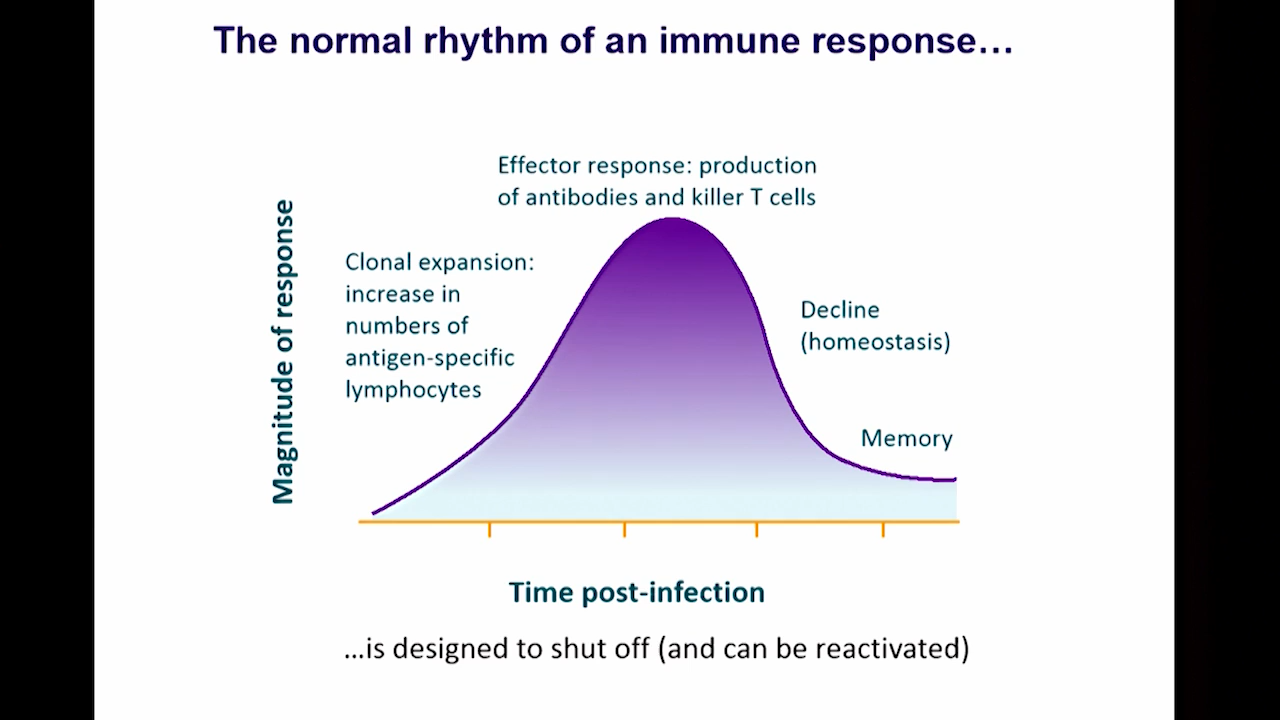 The normal rhythm of an immune response…
Effector response: production
of antibodies and killer T cells
Clonal expansion:
increase in
numbers of
antigen-specific
lymphocytes
Magnitude of response
Decline
(homeostasis)
Memory
Time post-infection
…is designed to shut off (and can be reactivated)